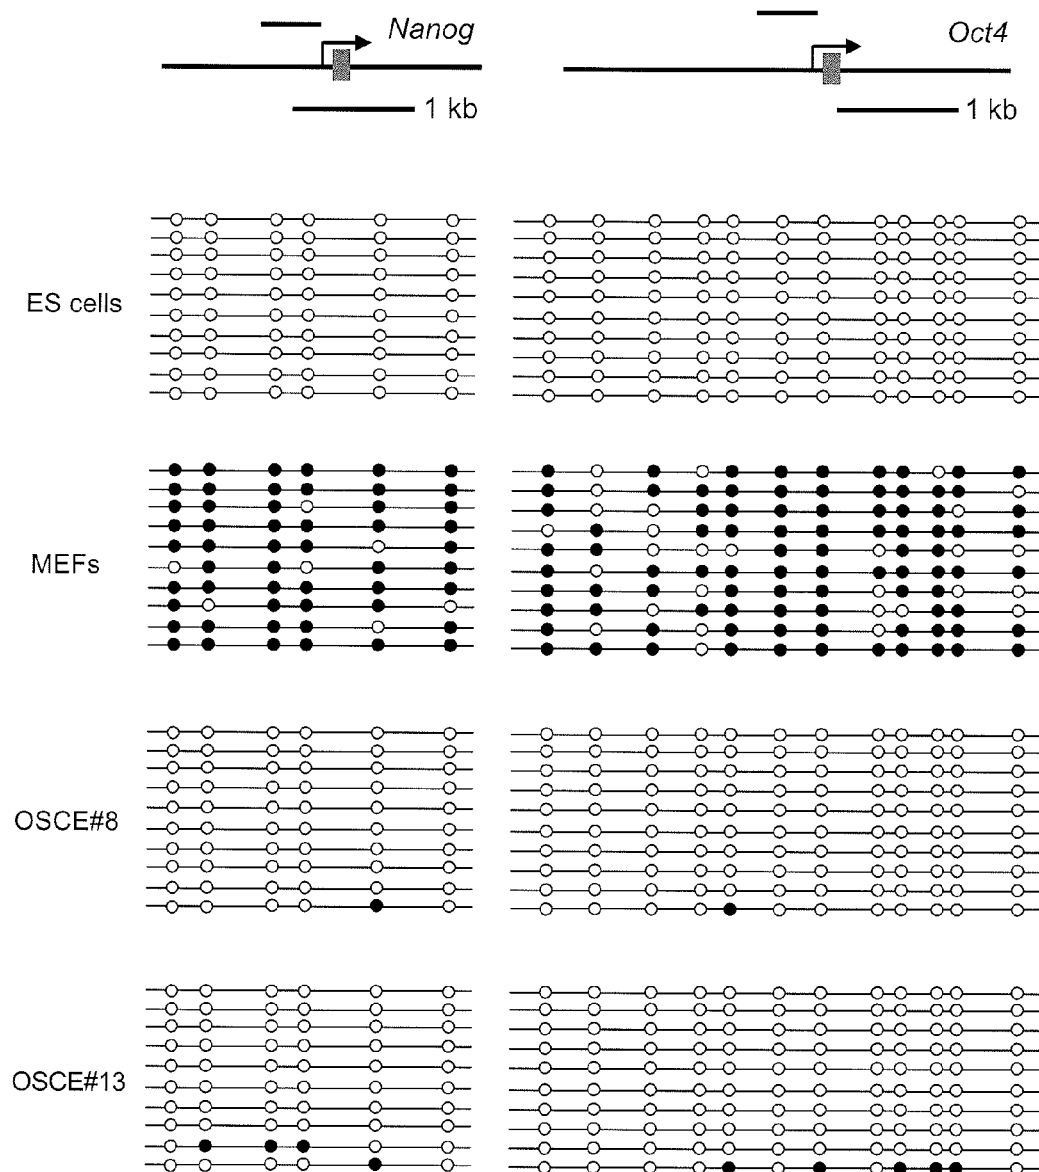 Nanog
Oct4
1 kb
1 kb
ES cells
MEFs
OSCE#8
OSCE#13